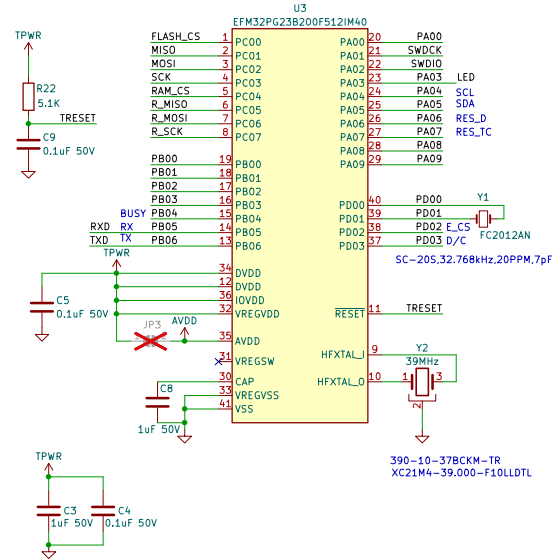 U3
EFM32PG23B200F512IM40
TPWR
R22
5.1K
TRESET
C9
0.1uF 50V
FLASH_CS 1 PC00
MISO 2 PC01
MOSI 3 PC02
SCK 4 PC03
RAM_CS 5 PC04
R_MISO 6 PC05
R_MOSI 7 PC06
R_SCK 8 PC07
PB00 19 PB00
PB01 18 PB01
PB02 17 PB02
PB03 16 PB03
BUSY PB04 15 PB04
RXD RX PB05 14 PB05
TXD TX PB06 13 PB06
TPWR
34 DVDD
12 DVDD
36 IOVDD
32 VREGVDD
C5
0.1uF 50V
JP3
AVDD
35 AVDD
31 VREGSW
30 CAP
33 VREGVSS
41 VSS
C8
1uF 50V
PA00 20 PA00
PA01 21 SWDCK
PA02 22 SWDIO
PA03 23 PA03 LED
PA04 24 PA04 SCL
PA05 25 PA05 SDA
PA06 26 PA06 RES_D
PA07 27 PA07 RES_TC
PA08 28 PA08
PA09 29 PA09
PD00 40 PD00
PD01 39 PD01
PD02 38 PD02 E_CS
PD03 37 PD03 D/C
Y1
FC2012AN
SC-20S,32.768kHz,20PPM,7pF
RESET 11 TRESET
HFXTAL_I 9
HFXTAL_O 10
Y2
39MHz
1 3
2
390-10-37BCKM-TR
XC21M4-39.000-F10LLDTL
TPWR
C3
1uF 50V
C4
0.1uF 50V